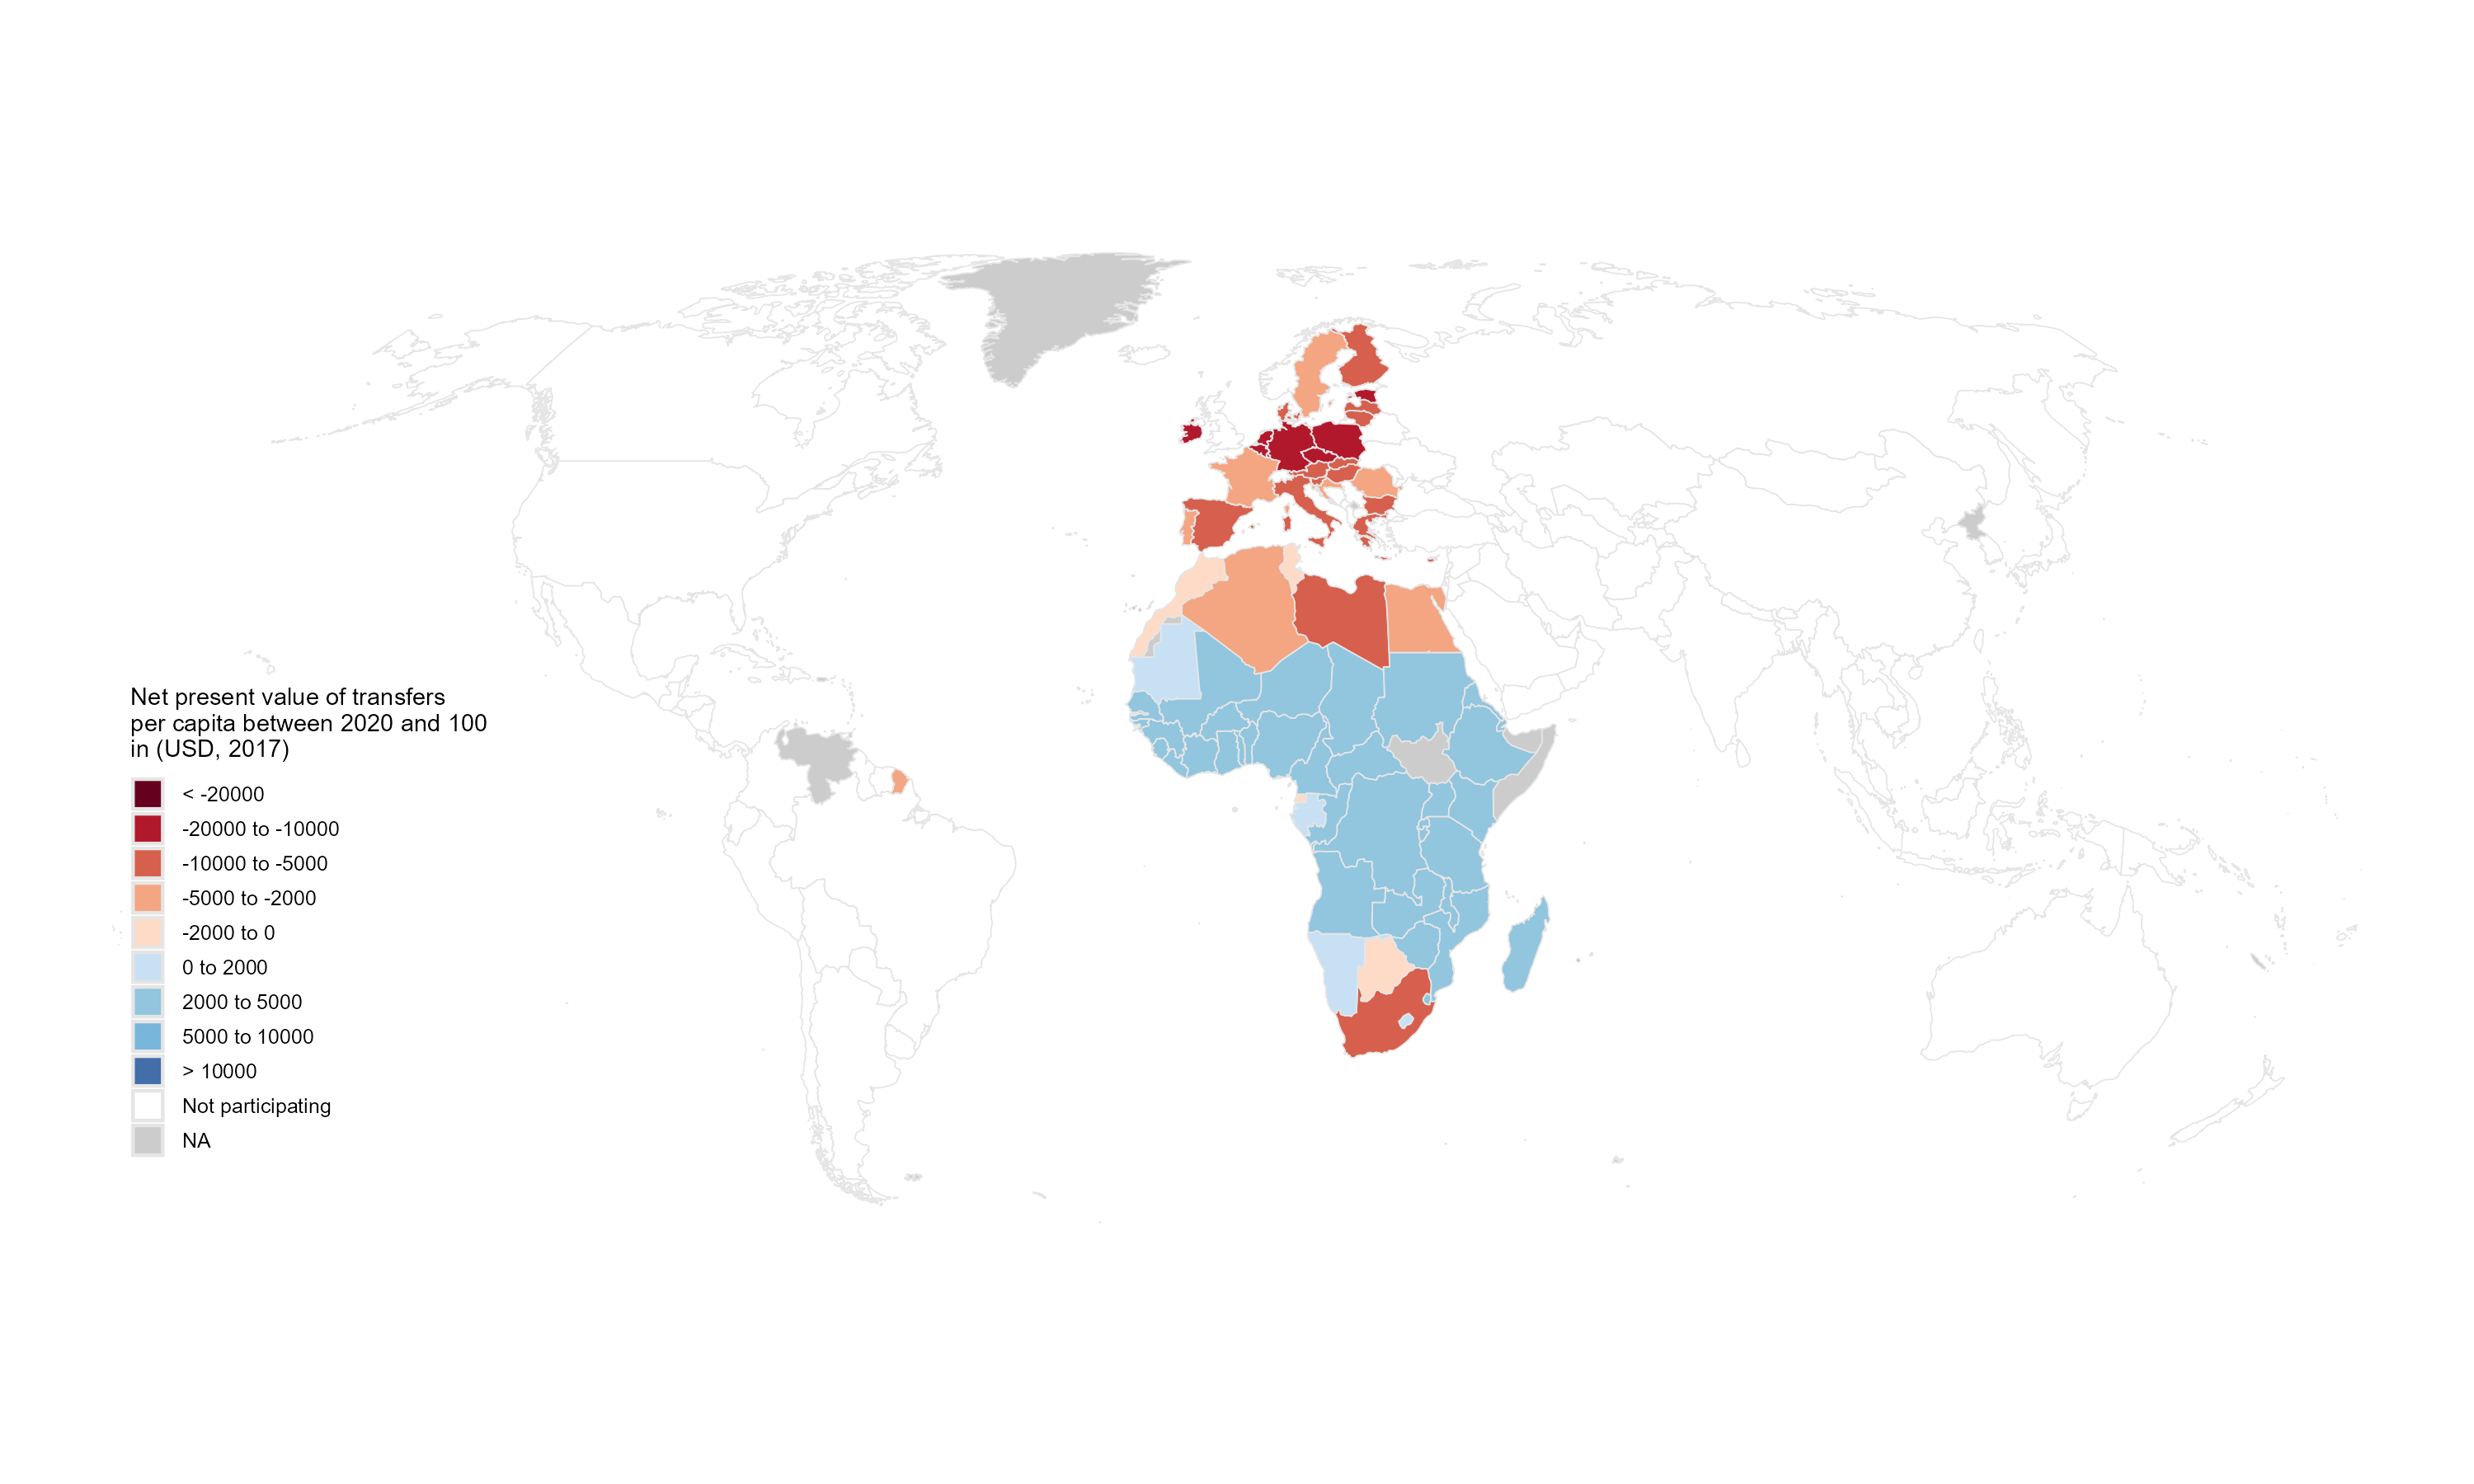 Net present value of transfers
per capita between 2020 and 100
in (USD, 2017)
< -20000
-20000 to -10000
-10000 to -5000
-5000 to -2000
-2000 to 0
0 to 2000
2000 to 5000
5000 to 10000
> 10000
Not participating
NA